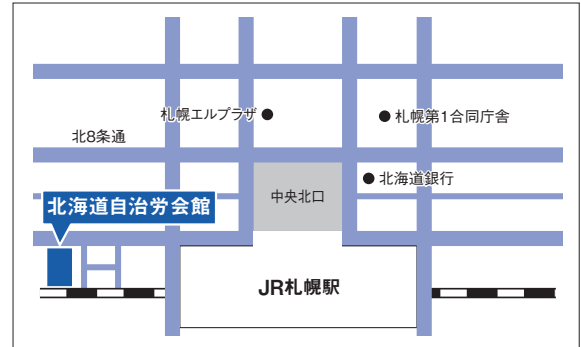 札幌エルプラザ
札幌第1合同庁舎
北8条通
北海道銀行
中央北口
北海道自治労会館
JR札幌駅